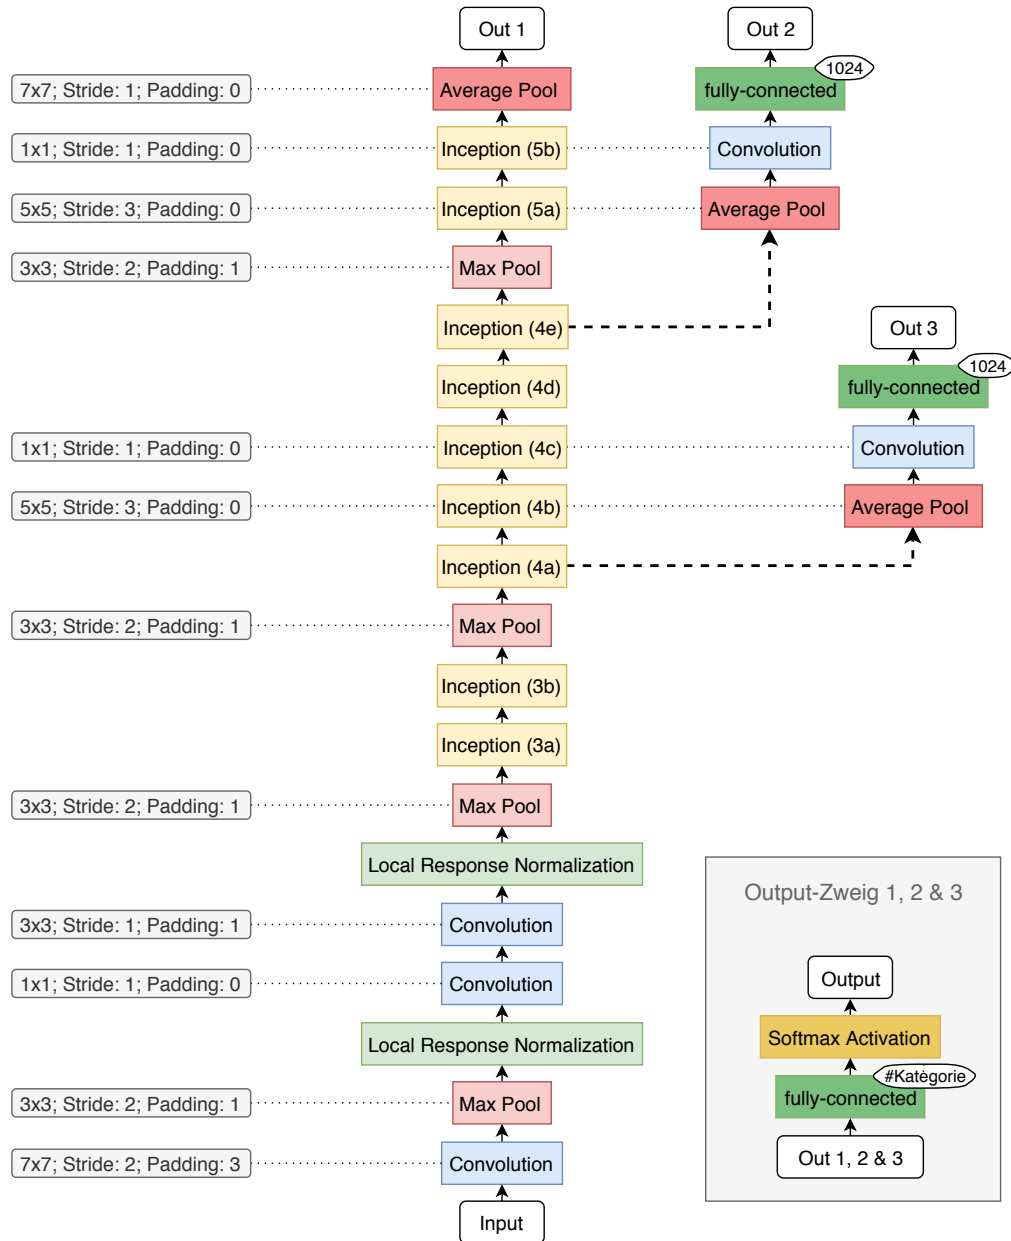 Out 1
Out 2
1024
7x7; Stride: 1; Padding: 0
Average Pool
fully-connected
1x1; Stride: 1; Padding: 0
Inception (5b)
Convolution
5x5; Stride: 3; Padding: 0
Inception (5a)
Average Pool
3x3; Stride: 2; Padding: 1
Max Pool
Inception (4e)
Out 3
1024
Inception (4d)
fully-connected
1x1; Stride: 1; Padding: 0
Inception (4c)
Convolution
5x5; Stride: 3; Padding: 0
Inception (4b)
Average Pool
Inception (4a)
3x3; Stride: 2; Padding: 1
Max Pool
Inception (3b)
Inception (3a)
3x3; Stride: 2; Padding: 1
Max Pool
Local Response Normalization
3x3; Stride: 1; Padding: 1
Convolution
1x1; Stride: 1; Padding: 0
Convolution
Local Response Normalization
3x3; Stride: 2; Padding: 1
Max Pool
7x7; Stride: 2; Padding: 3
Convolution
Input
Output-Zweig 1, 2 & 3
Output
Softmax Activation
#Kategorie
fully-connected
Out 1, 2 & 3